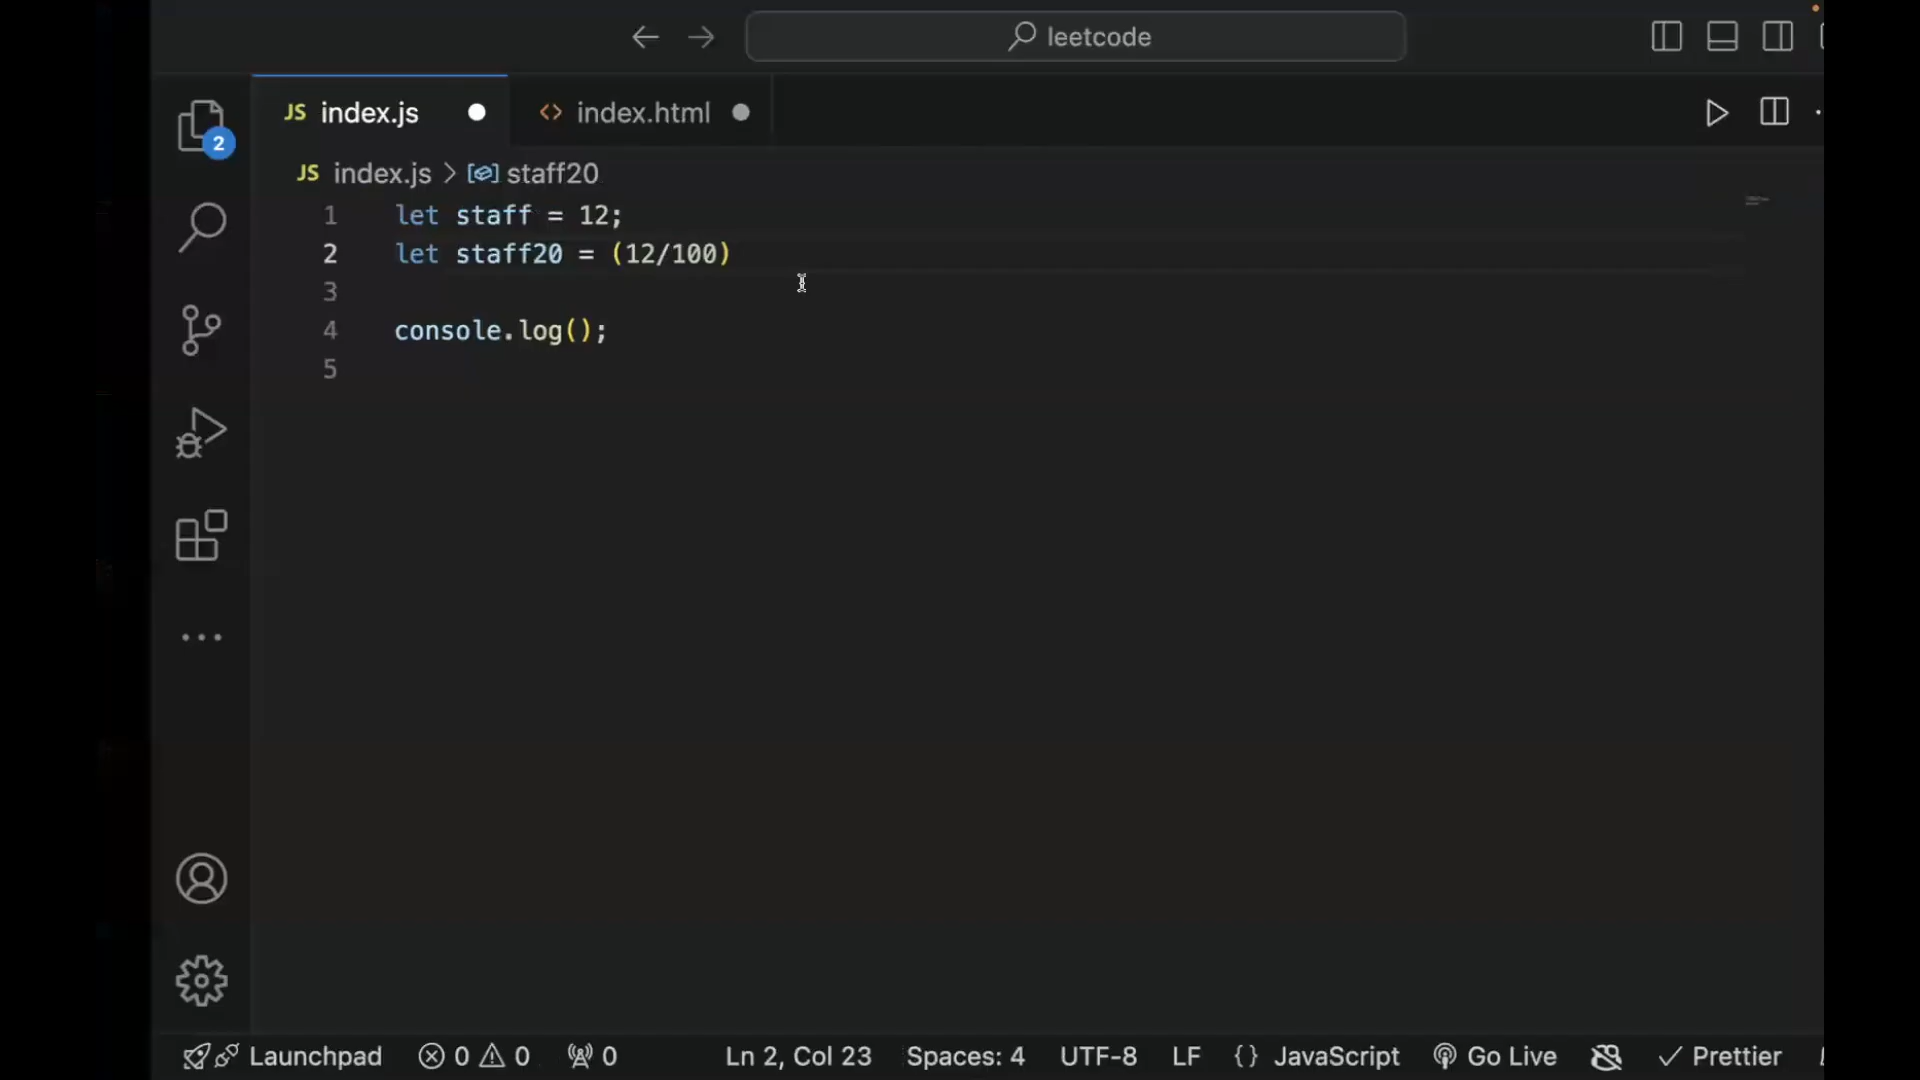 leetcode
JS index.js
<> index.html
2
JS index.js > staff20
1 let staff = 12;
2 let staff20 = (12/100)
3
4 console.log();
5
Launchpad 0 0 0 Ln 2, Col 23 Spaces: 4 UTF-8 LF {} JavaScript Go Live Prettier